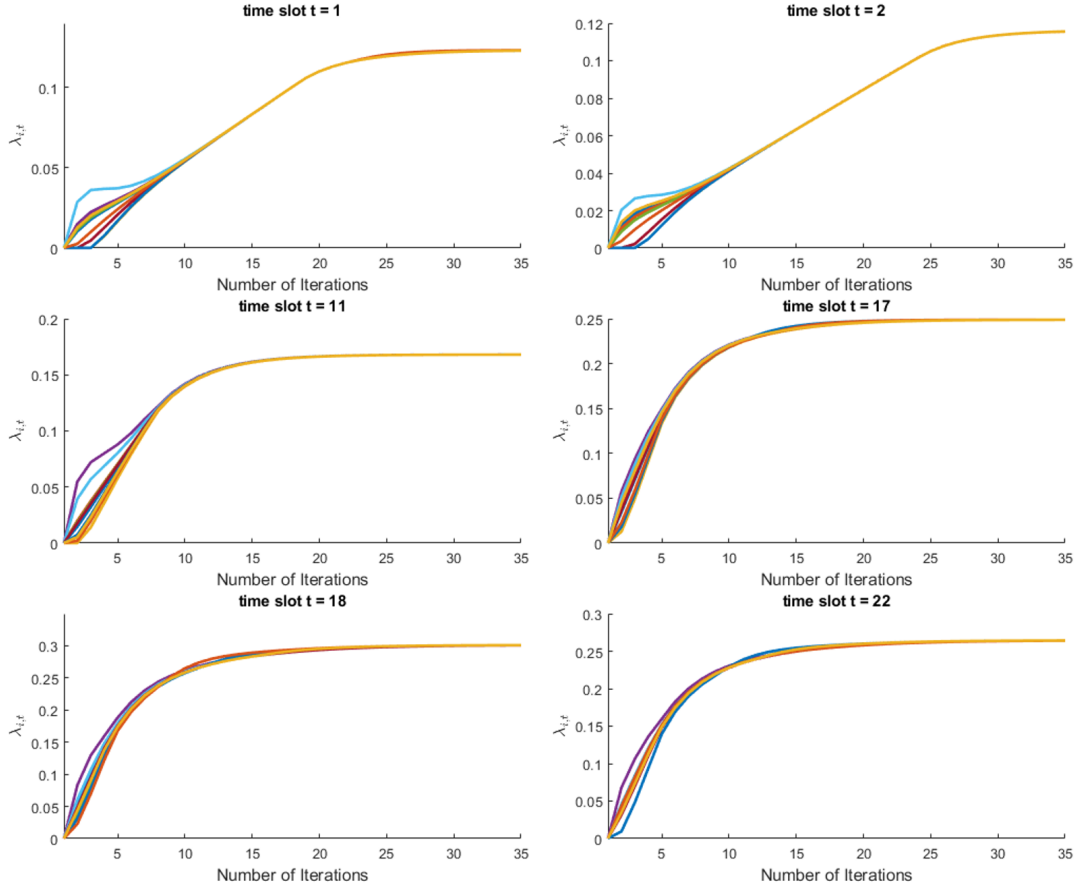 time slot t = 1
0.1
0.05
0
λi,t
5 10 15 20 25 30 35
Number of Iterations
time slot t = 2
0.12
0.1
0.08
0.06
0.04
0.02
0
λi,t
5 10 15 20 25 30 35
Number of Iterations
time slot t = 11
0.2
0.15
0.1
0.05
0
λi,t
5 10 15 20 25 30 35
Number of Iterations
time slot t = 17
0.25
0.2
0.15
0.1
0.05
0
λi,t
5 10 15 20 25 30 35
Number of Iterations
time slot t = 18
0.3
0.25
0.2
0.15
0.1
0.05
0
λi,t
5 10 15 20 25 30 35
Number of Iterations
time slot t = 22
0.3
0.25
0.2
0.15
0.1
0.05
0
λi,t
5 10 15 20 25 30 35
Number of Iterations